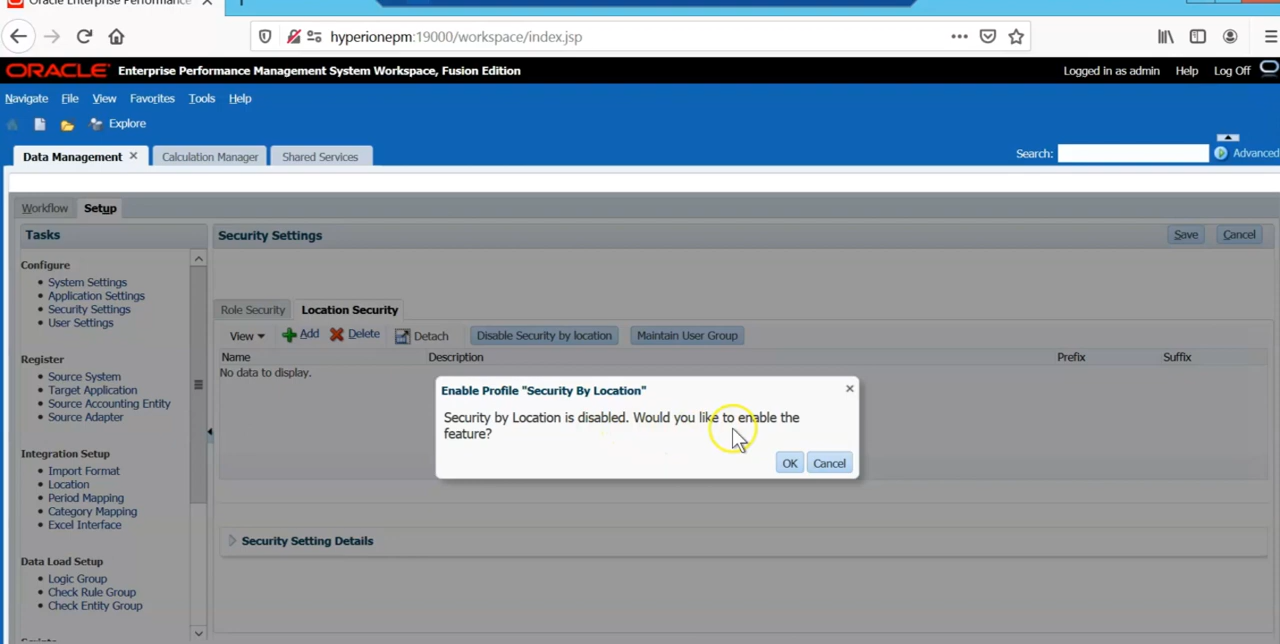 Oracle Enterprise Performance
hyperionepm:19000/workspace/index.jsp
ORACLE Enterprise Performance Management System Workspace, Fusion Edition
Logged in as admin Help Log Off
Navigate File View Favorites Tools Help
Explore
Data Management Calculation Manager Shared Services
Search: Advanced
Workflow Setup
Tasks
Security Settings
Save Cancel
Configure
System Settings
Application Settings
Security Settings
User Settings
Register
Source System
Target Application
Source Accounting Entity
Source Adapter
Integration Setup
Import Format
Location
Period Mapping
Category Mapping
Excel Interface
Data Load Setup
Logic Group
Check Rule Group
Check Entity Group
Role Security Location Security
View Add Delete Detach Disable Security by location Maintain User Group
Name Description Prefix Suffix
No data to display.
Enable Profile "Security By Location"
Security by Location is disabled. Would you like to enable the
feature?
OK Cancel
Security Setting Details